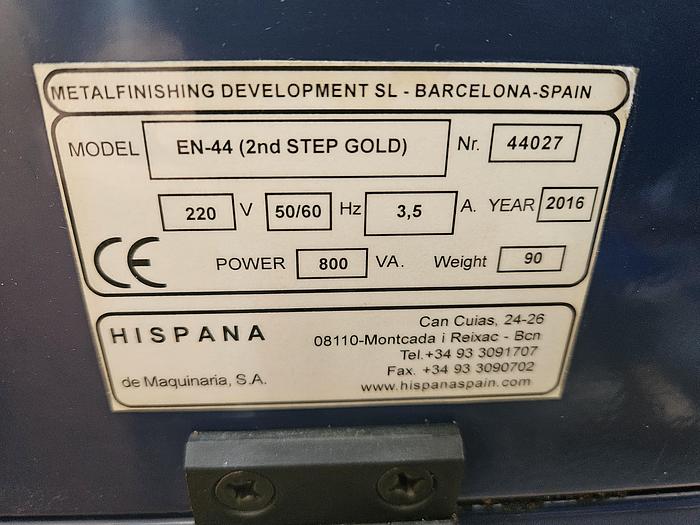 METALFINISHING DEVELOPMENT SL - BARCELONA-SPAIN
MODEL EN-44 (2nd STEP GOLD) Nr. 44027
220 V 50/60 Hz 3,5 A. YEAR 2016
CE POWER 800 VA. Weight 90
HISPANA
de Maquinaria, S.A.
Can Cuias, 24-26
08110-Montcada i Reixac - Bcn
Tel.+34 93 3091707
Fax. +34 93 3090702
www.hispanaspain.com